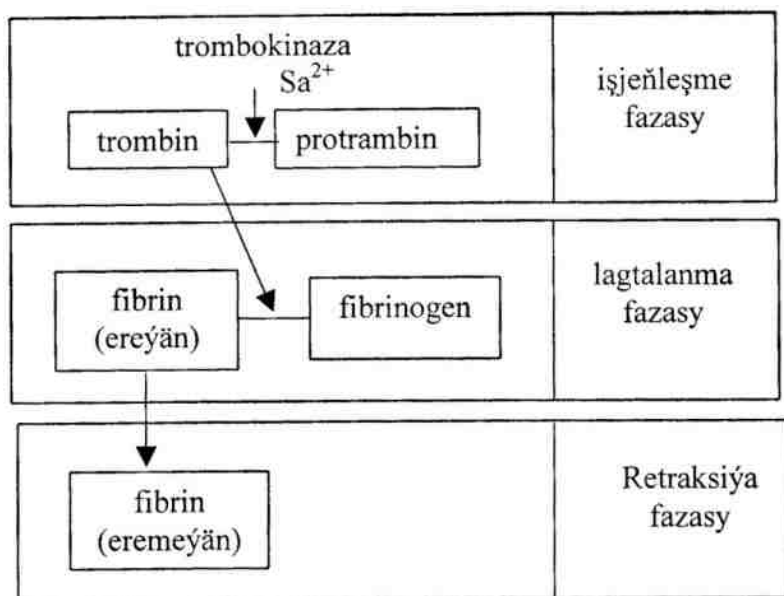 trombokinaza
Sa²⁺
trombin
protrambin
işjeňleşme
fazasy
fibrin
(ereýän)
fibrinogen
lagtalanma
fazasy
fibrin
(eremeýän)
Retraksiýa
fazasy